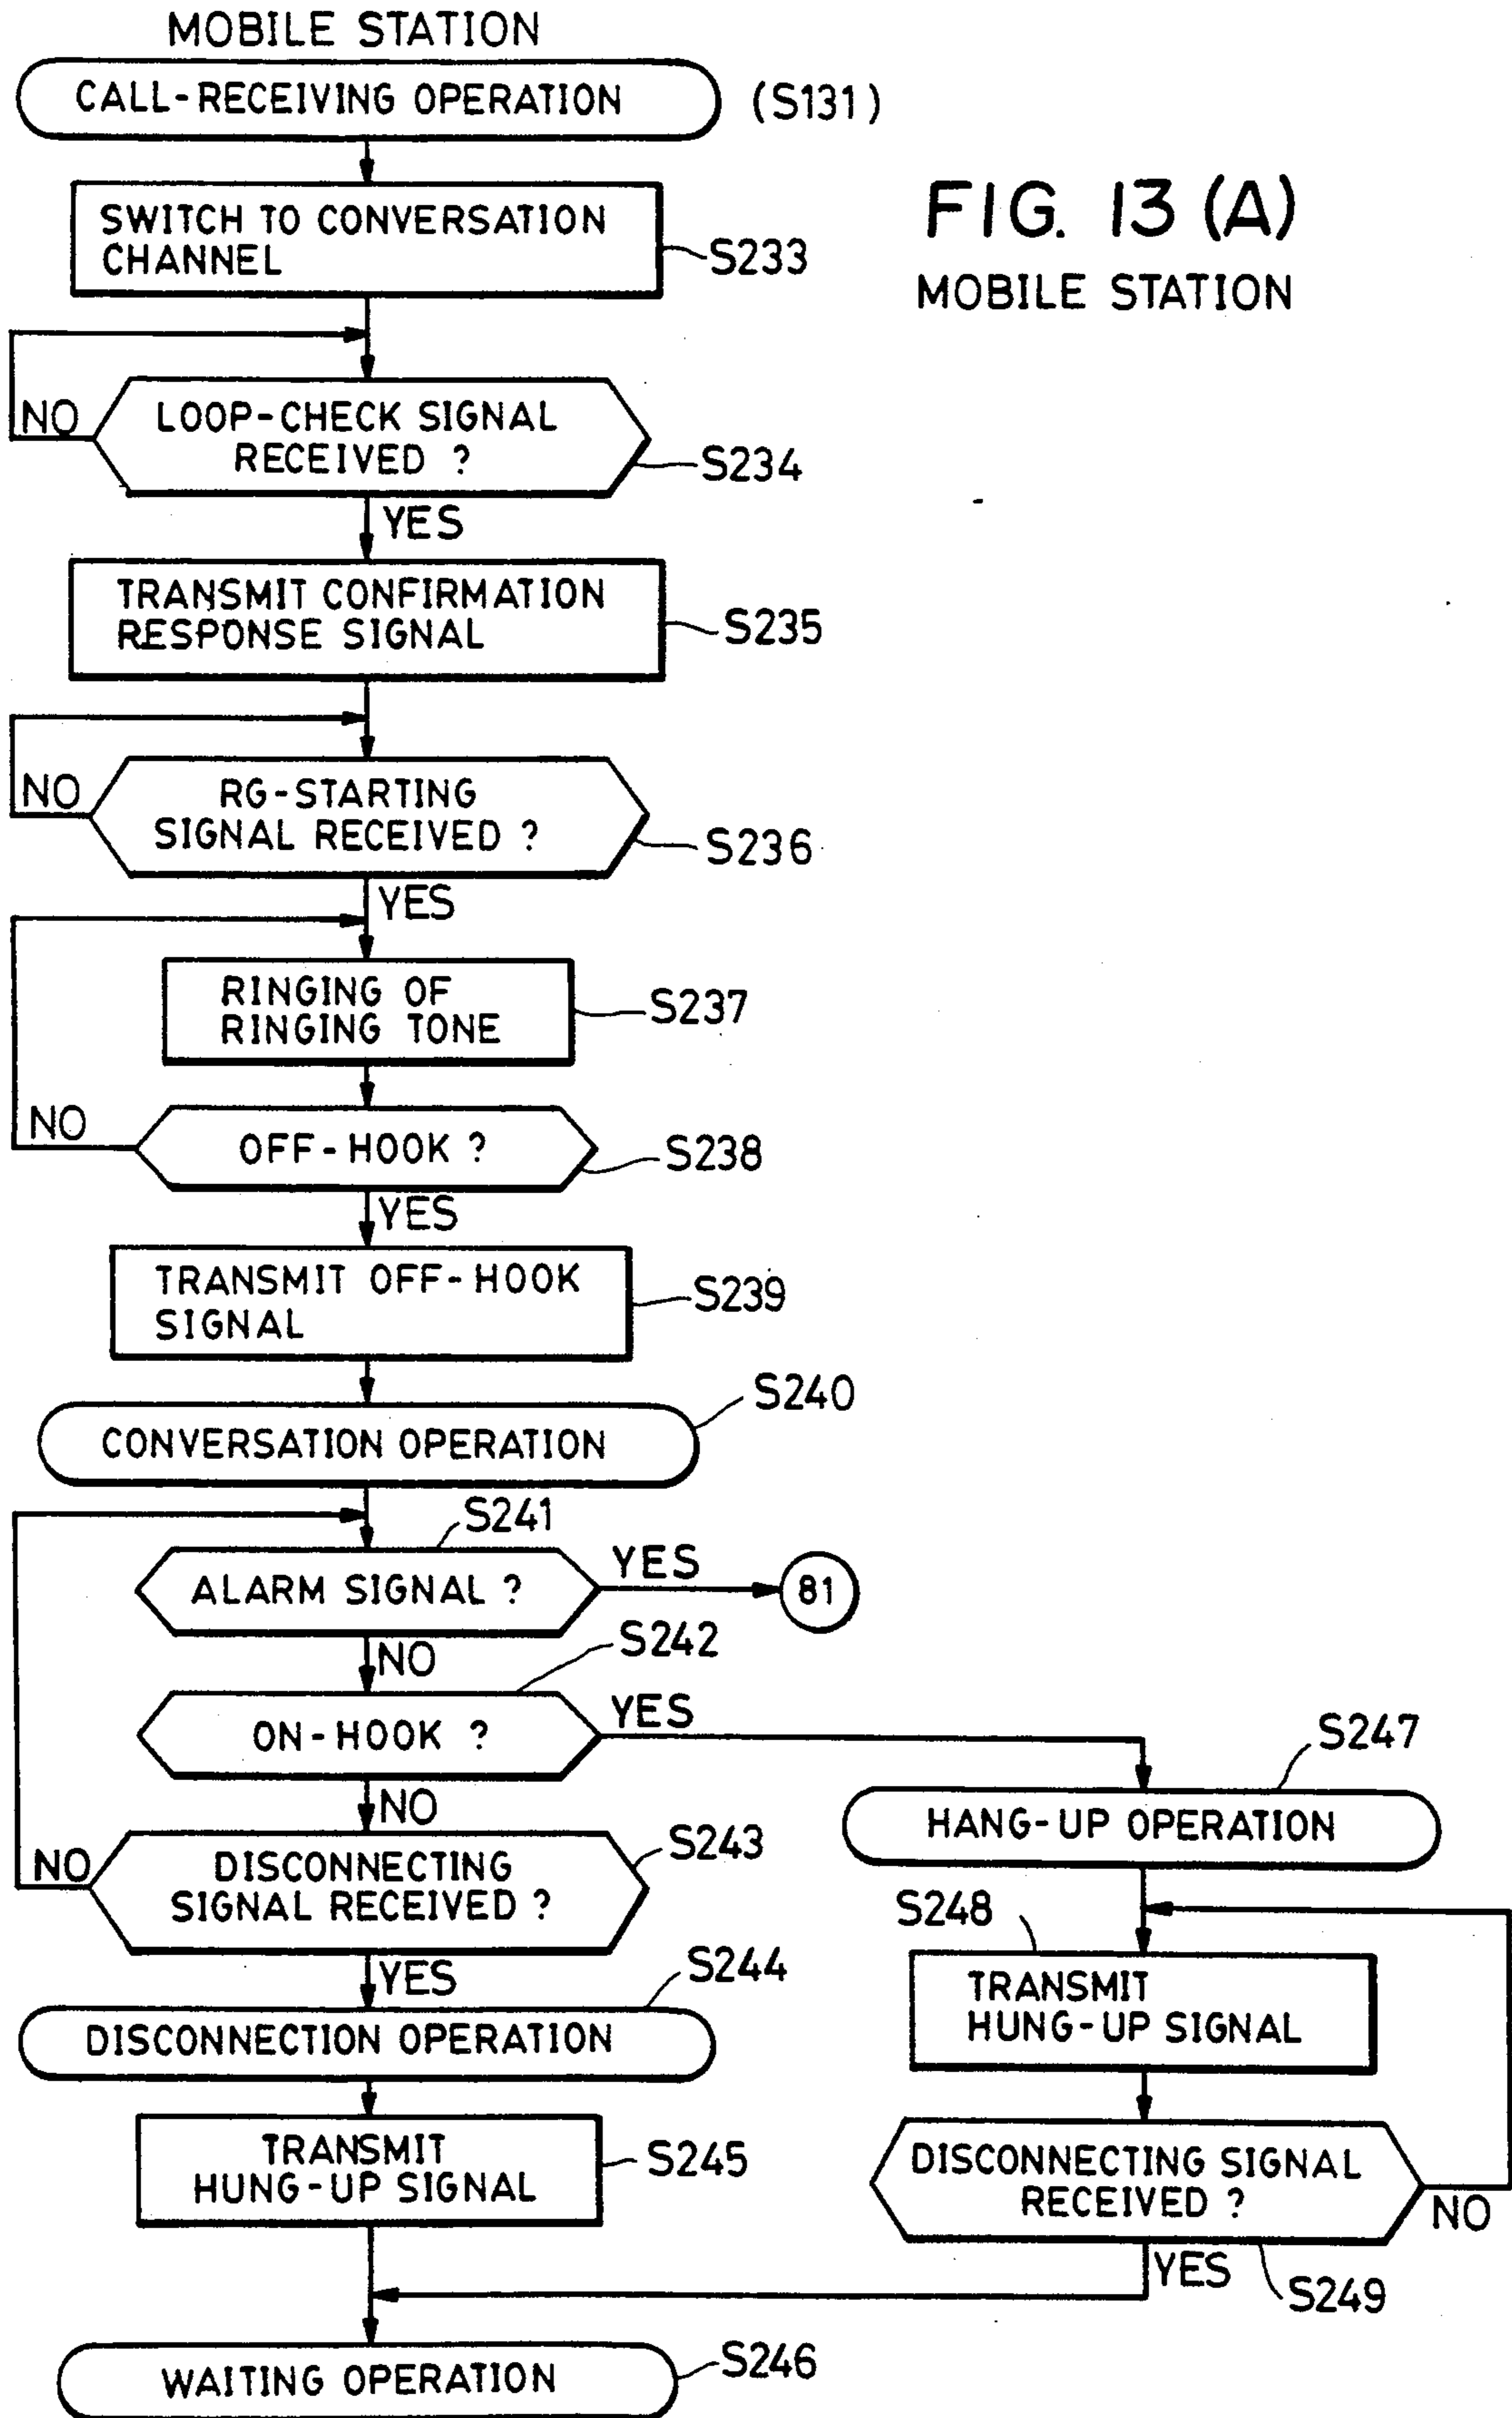 MOBILE STATION
CALL-RECEIVING OPERATION
(S131)
FIG. 13 (A)
MOBILE STATION
SWITCH TO CONVERSATION
CHANNEL
S233
NO
LOOP-CHECK SIGNAL
RECEIVED ?
S234
YES
TRANSMIT CONFIRMATION
RESPONSE SIGNAL
S235
NO
RG-STARTING
SIGNAL RECEIVED ?
S236
YES
RINGING OF
RINGING TONE
S237
NO
OFF-HOOK ?
S238
YES
TRANSMIT OFF-HOOK
SIGNAL
S239
S240
CONVERSATION OPERATION
S241
ALARM SIGNAL ?
YES
81
NO
S242
ON-HOOK ?
YES
NO
S247
HANG-UP OPERATION
NO
DISCONNECTING
SIGNAL RECEIVED ?
S243
YES
S248
TRANSMIT
HUNG-UP SIGNAL
S244
DISCONNECTION OPERATION
TRANSMIT
HUNG-UP SIGNAL
S245
DISCONNECTING SIGNAL
RECEIVED ?
NO
YES
S249
WAITING OPERATION
S246